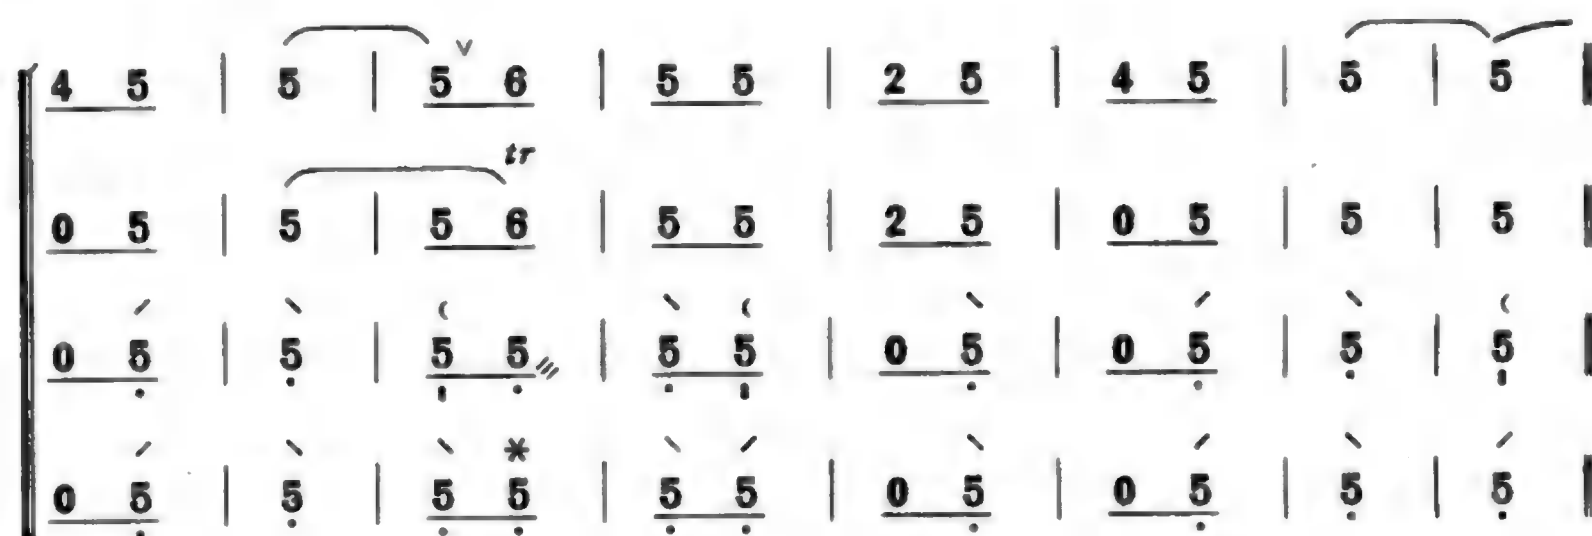 4 5 | 5 | 5 6 | 5 5 | 2 5 | 4 5 | 5 | 5
tr
0 5 | 5 | 5 6 | 5 5 | 2 5 | 0 5 | 5 | 5
0 5 | 5 | 5 5 | 5 5 | 0 5 | 0 5 | 5 | 5
0 5 | 5 | 5 5 | 5 5 | 0 5 | 0 5 | 5 | 5